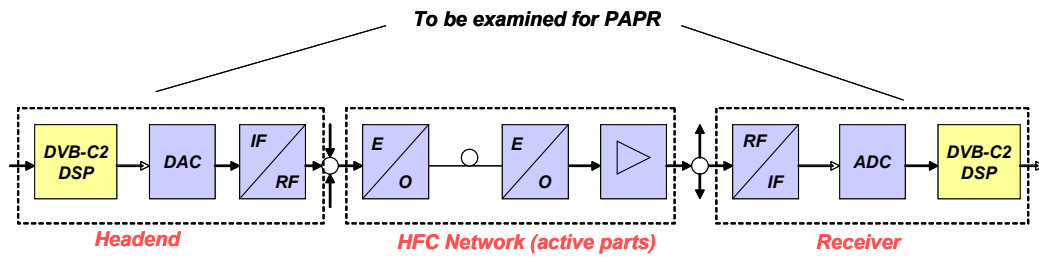 To be examined for PAPR
DVB-C2
DSP
DAC
IF
RF
E
O
E
O
RF
IF
ADC
DVB-C2
DSP
Headend
HFC Network (active parts)
Receiver